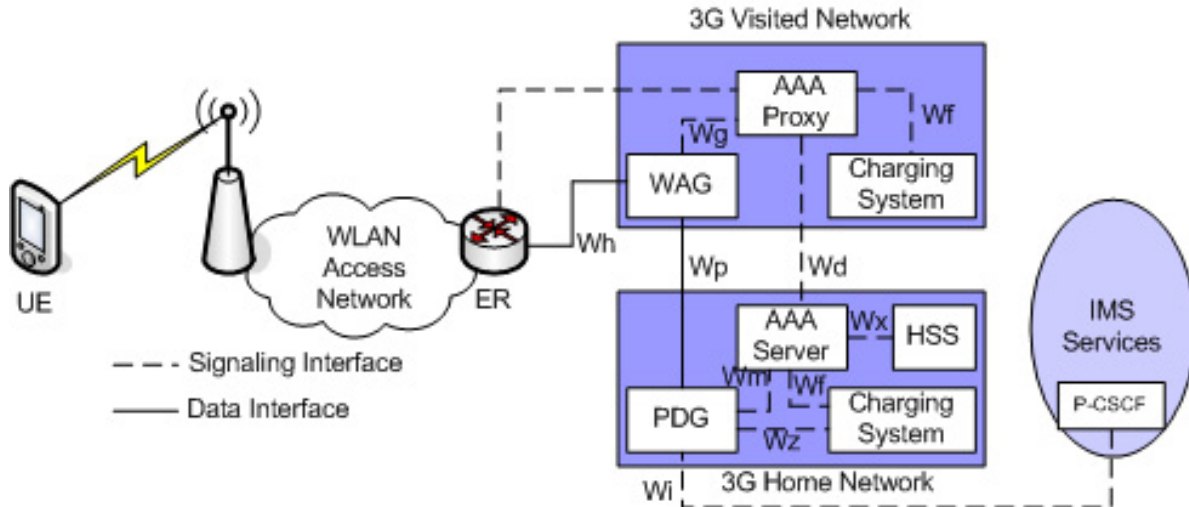 3G Visited Network
AAA
Proxy
Wf
Wg
WAG
Charging
System
WLAN
Access
Network
Wh
UE
ER
Wp
Wd
IMS
Services
AAA
Server
Wx
HSS
Signaling Interface
Wm
Wf
Data Interface
PDG
Charging
System
P-CSCF
Wz
Wi
3G Home Network